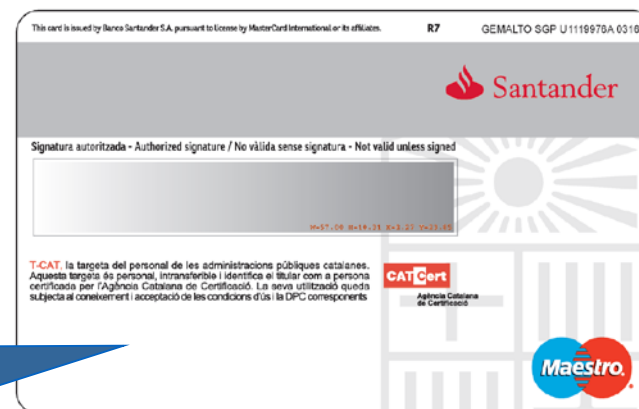 This card is issued by Banco Santander S.A. pursuant to license by MasterCard International or its affiliates. R7 GEMALTO SGP U1119978A 0316
Santander
Signatura autoritzada - Authorized signature / No vàlida sense signatura - Not valid unless signed
T-CAT, la targeta del personal de les administracions públiques catalanes.
Aquesta targeta és personal, intransferible i identifica el titular com a persona
certificada per l'Agència Catalana de Certificació. La seva utilització queda
subjecta al coneixement i acceptació de les condicions d'ús i la DPC corresponents
CATCert
Agència Catalana
de Certificació
Maestro